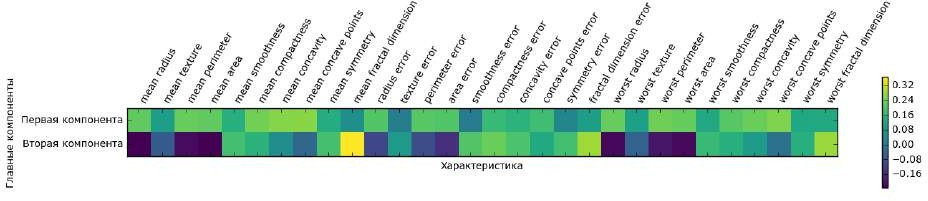 mean radius
mean texture
mean perimeter
mean area
mean smoothness
mean compactness
mean concavity
mean concave points
mean symmetry
mean fractal dimension
radius error
texture error
perimeter error
area error
smoothness error
compactness error
concavity error
concave points error
symmetry error
fractal dimension error
worst radius
worst texture
worst perimeter
worst area
worst smoothness
worst compactness
worst concavity
worst concave points
worst symmetry
worst fractal dimension
Главные компоненты
Первая компонента
Вторая компонента
Характеристика
0.32
0.24
0.16
0.08
0.00
−0.08
−0.16